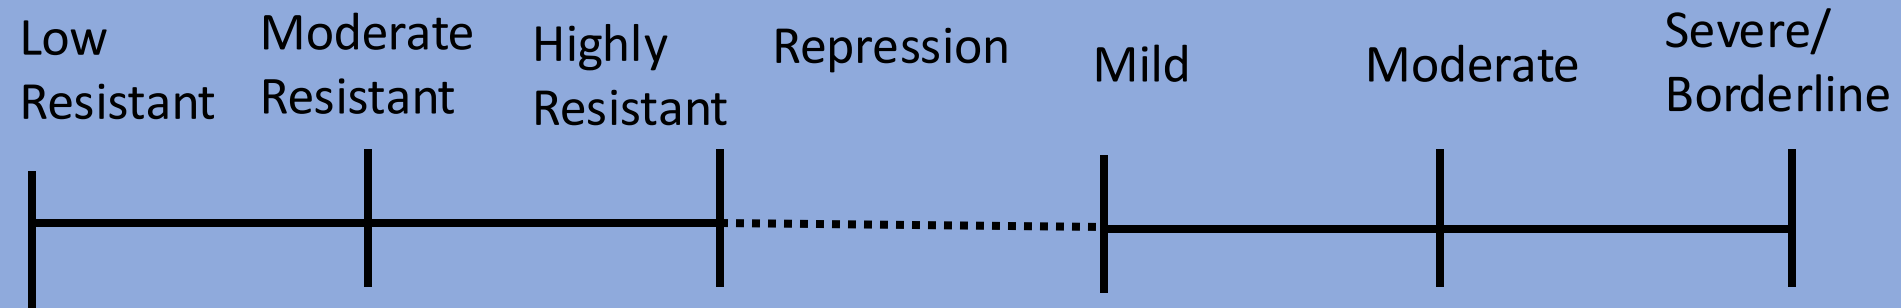 Low
Resistant
Moderate
Resistant
Highly
Resistant
Repression
Mild
Moderate
Severe/
Borderline